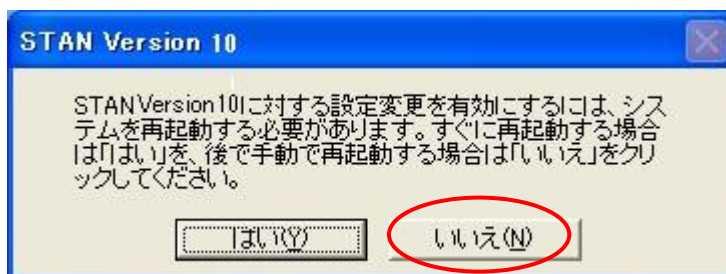 STAN Version 10
STANVersion10に対する設定変更を有効にするには、シス
テムを再起動する必要があります。すぐに再起動する場合
は「はい」を、後で手動で再起動する場合は「いいえ」をクリ
ックしてください。
はい(Y) いいえ(N)